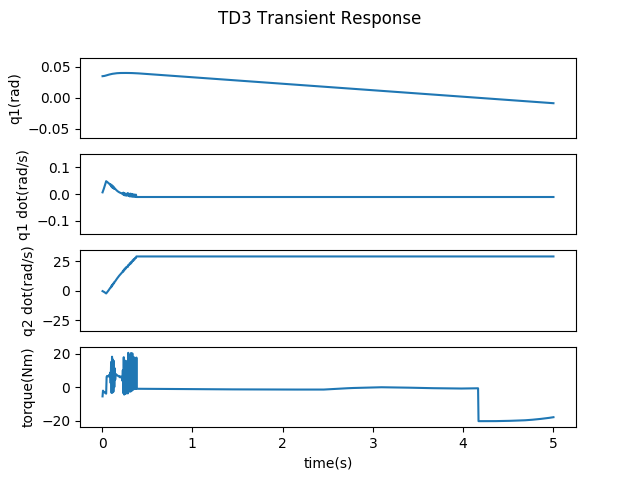 TD3 Transient Response
0.05
0.00
−0.05
q1(rad)
0.1
0.0
−0.1
q1 dot(rad/s)
25
0
−25
q2 dot(rad/s)
20
0
−20
torque(Nm)
0 1 2 3 4 5
time(s)